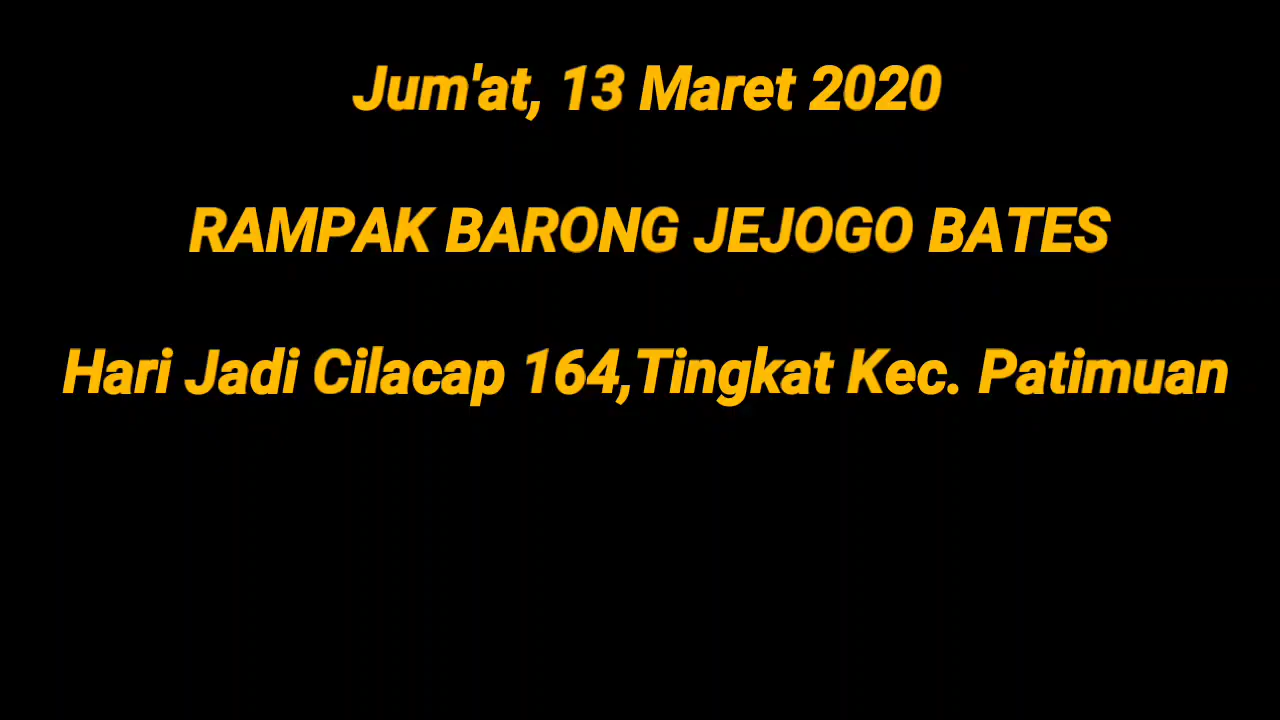 Jum'at, 13 Maret 2020
RAMPAK BARONG JEJOGO BATES
Hari Jadi Cilacap 164,Tingkat Kec. Patimuan